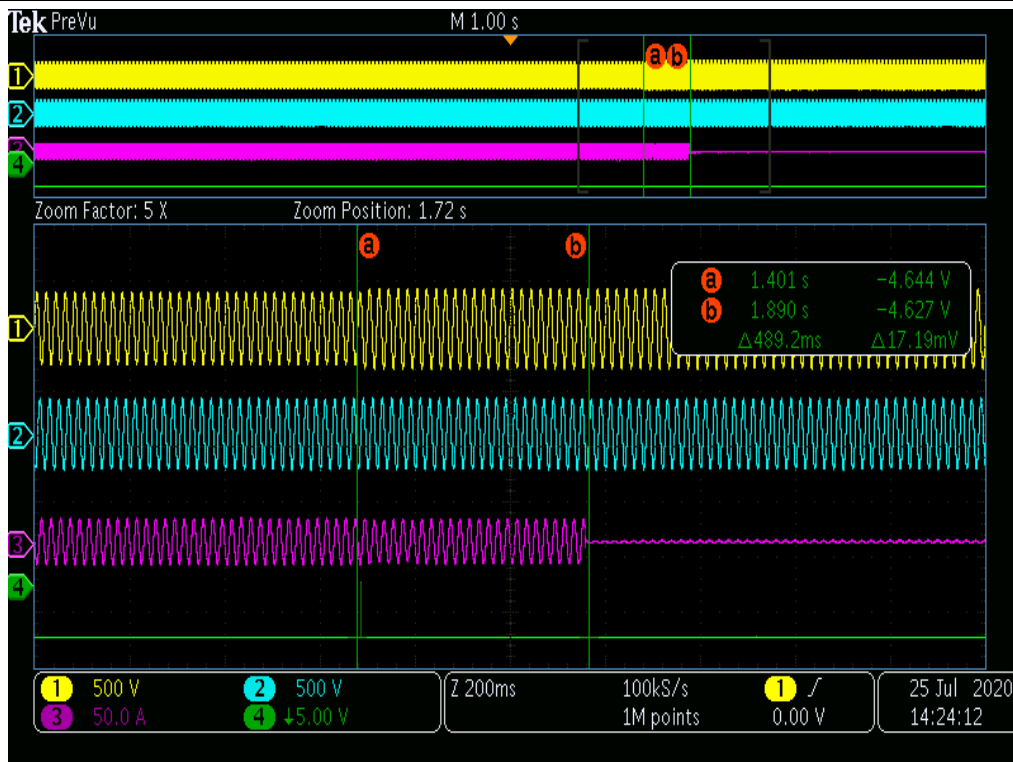 Tek PreVu M 1.00 s
a b
1
2
3
4
Zoom Factor: 5 X Zoom Position: 1.72 s
a b
a 1.401 s -4.644 V
b 1.890 s -4.627 V
Δ489.2ms Δ17.19mV
1
2
3
4
1 500 V 2 500 V Z 200ms 100kS/s 1 ∫ 25 Jul 2020
3 50.0 A 4 ↓5.00 V 1M points 0.00 V 14:24:12